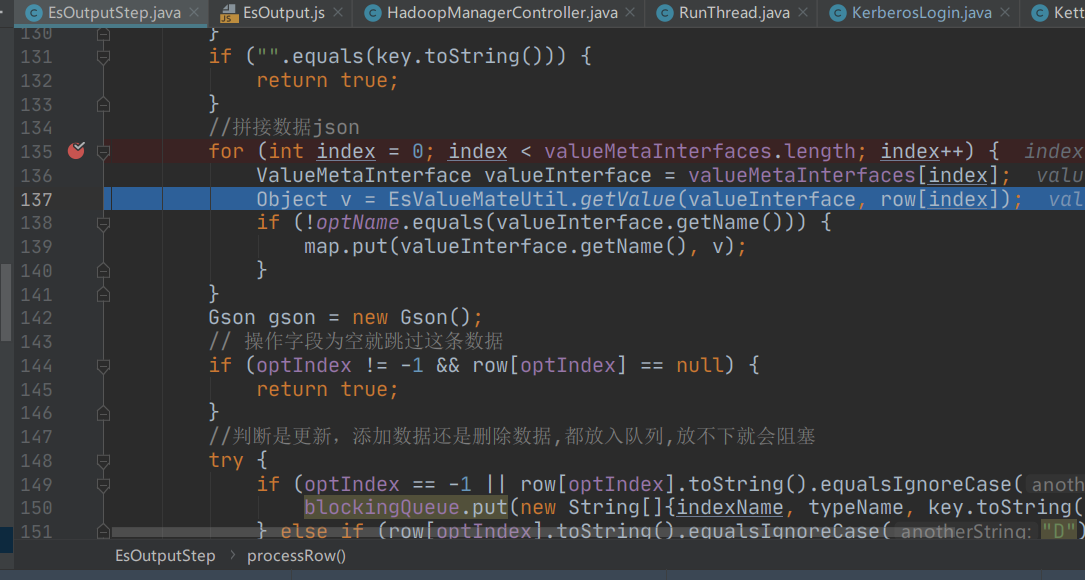 EsOutputStep.java × EsOutput.js × HadoopManagerController.java × RunThread.java × KerberosLogin.java × Kett
130 }
131 if ("".equals(key.toString())) {
132 return true;
133 }
134 //拼接数据json
135 for (int index = 0; index < valueMetaInterfaces.length; index++) { index
136 ValueMetaInterface valueInterface = valueMetaInterfaces[index]; valu
137 Object v = EsValueMateUtil.getValue(valueInterface, row[index]); val
138 if (!optName.equals(valueInterface.getName())) {
139 map.put(valueInterface.getName(), v);
140 }
141 }
142 Gson gson = new Gson();
143 // 操作字段为空就跳过这条数据
144 if (optIndex != -1 && row[optIndex] == null) {
145 return true;
146 }
147 //判断是更新，添加数据还是删除数据,都放入队列,放不下就会阻塞
148 try {
149 if (optIndex == -1 || row[optIndex].toString().equalsIgnoreCase( anoth
150 blockingQueue.put(new String[]{indexName, typeName, key.toString(
151 } else if (row[optIndex].toString().equalsIgnoreCase( anotherString: "D")
EsOutputStep > processRow()